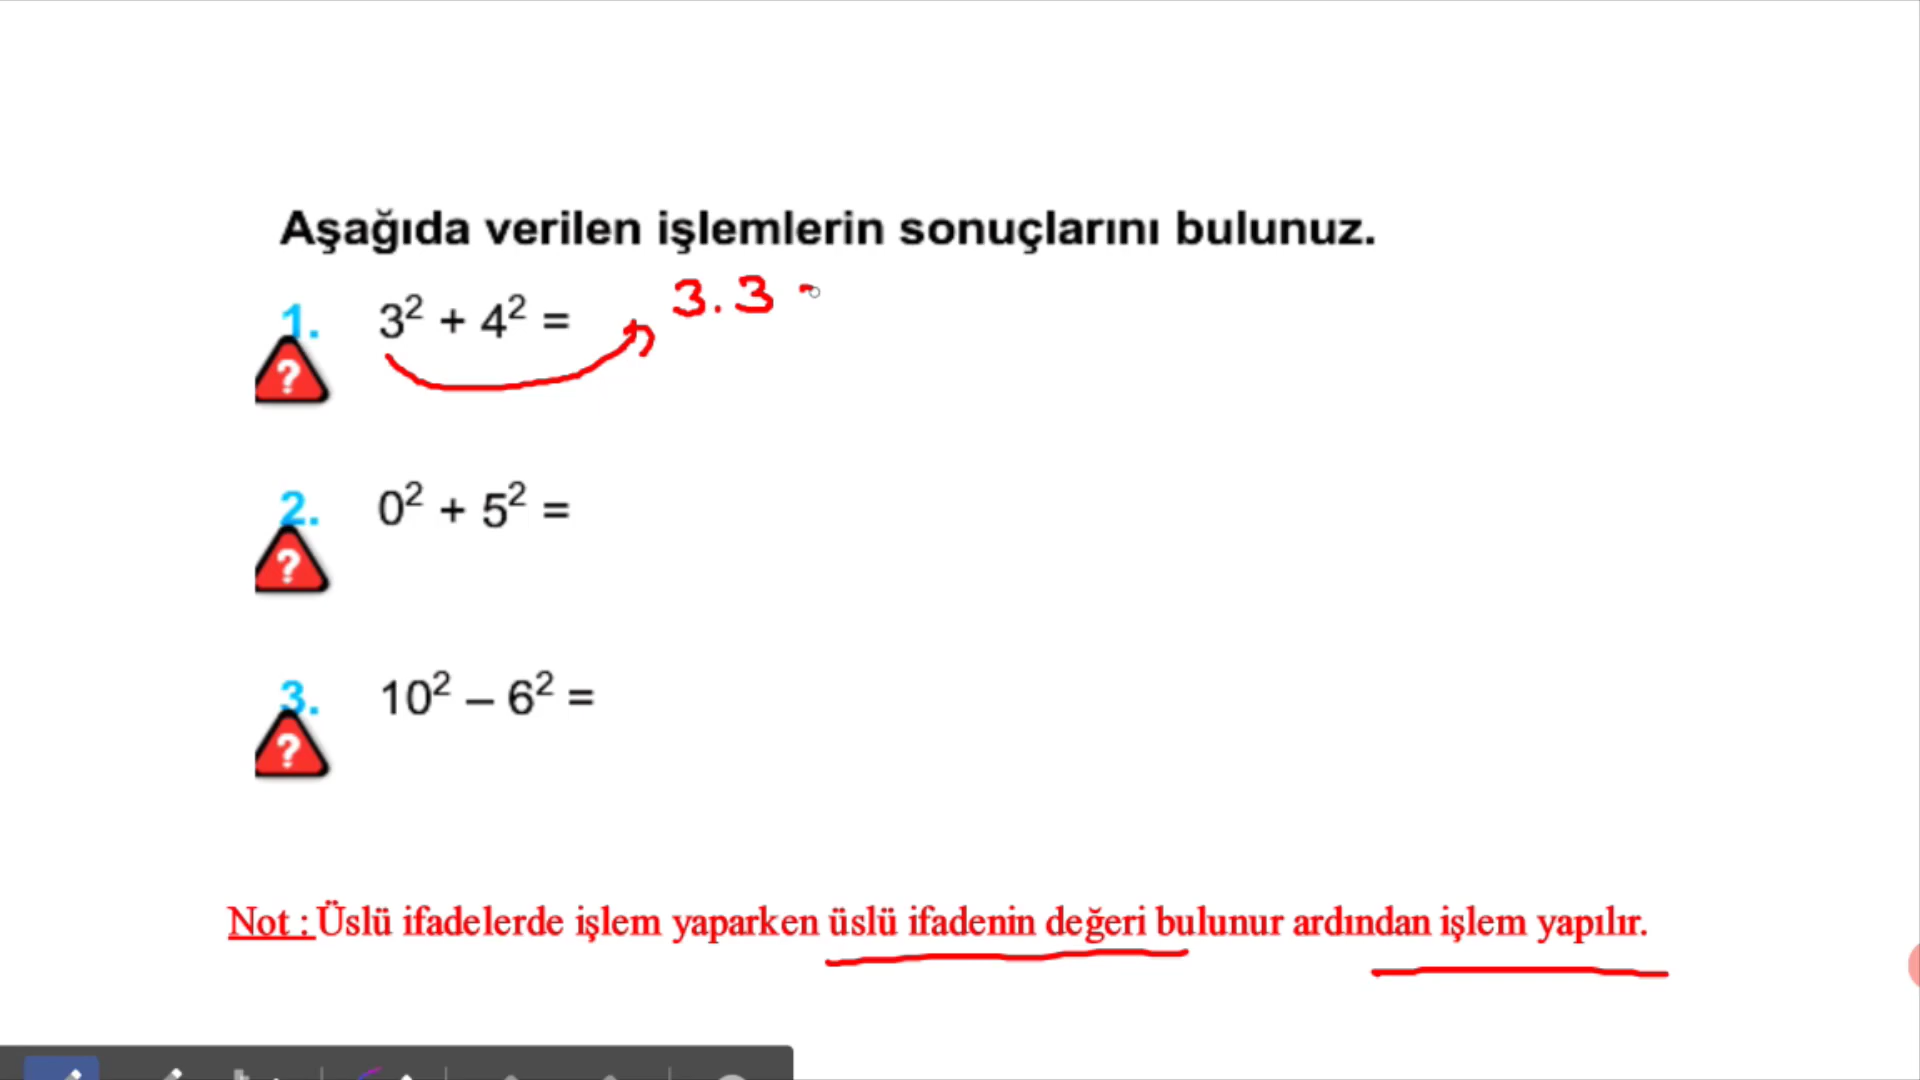 Aşağıda verilen işlemlerin sonuçlarını bulunuz.
3.3
1. 3² + 4² =
?
2. 0² + 5² =
?
3. 10² – 6² =
?
Not : Üslü ifadelerde işlem yaparken üslü ifadenin değeri bulunur ardından işlem yapılır.